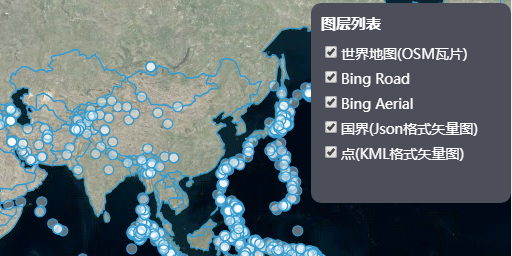 图层列表
世界地图(OSM瓦片)
Bing Road
Bing Aerial
国界(Json格式矢量图)
点(KML格式矢量图)